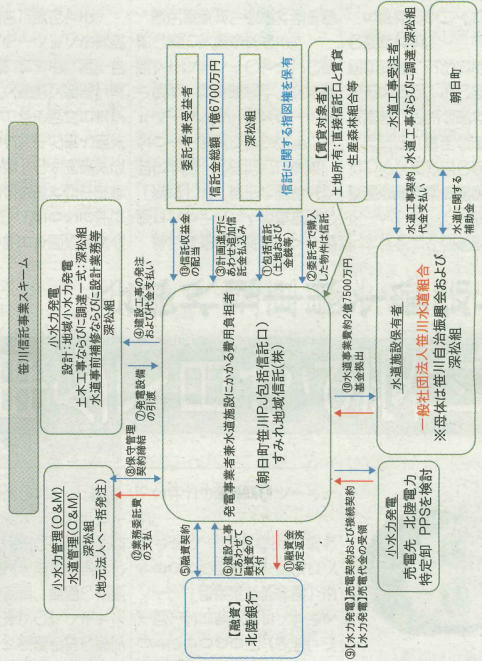 笹川信託事業スキーム
小水力管理(O&M)
水道管理(O&M)
深松組
(地元法人へ一括発注)
小水力発電
設計:地域小水力発電
土木工事ならびに調達一式:深松組
水道事前補修ならびに設計業務等
深松組
⑧保守管理
契約締結
⑫業務委託費
の支払
⑦発電設備
の引渡
④建設工事の発注
および代金支払い
【融資】
北陸銀行
⑤融資契約
⑥建設工事
にあわせて
融資金の
交付
⑪融資金
約定返済
発電事業者兼水道施設にかかる費用負担者
(朝日町笹川PJ包括信託口)
すみれ地域信託(株)
⑬信託収益金
の配当
③計画進行に
あわせ追加信
託金払込み
①包括信託
(土地および
金銭等)
②委託者で購入
した物件は信託
委託者兼受益者
信託金総額 1億6700万円
深松組
信託に関する指図権を保有
【賃貸対象者】
土地所有:直接信託口と賃貸
生産森林組合等
⑨【水力発電】売電契約および接続契約
【水力発電】売電代金の受領
小水力発電
売電先 北陸電力
特定卸 PPSを検討
⑩水道事業費約2億7500万円
基金拠出
水道施設保有者
一般社団法人笹川水道組合
※母体は笹川自治振興会および
深松組
水道工事契約
代金支払い
水道に関する
補助金
水道工事受注者
水道工事ならびに調達:深松組
朝日町